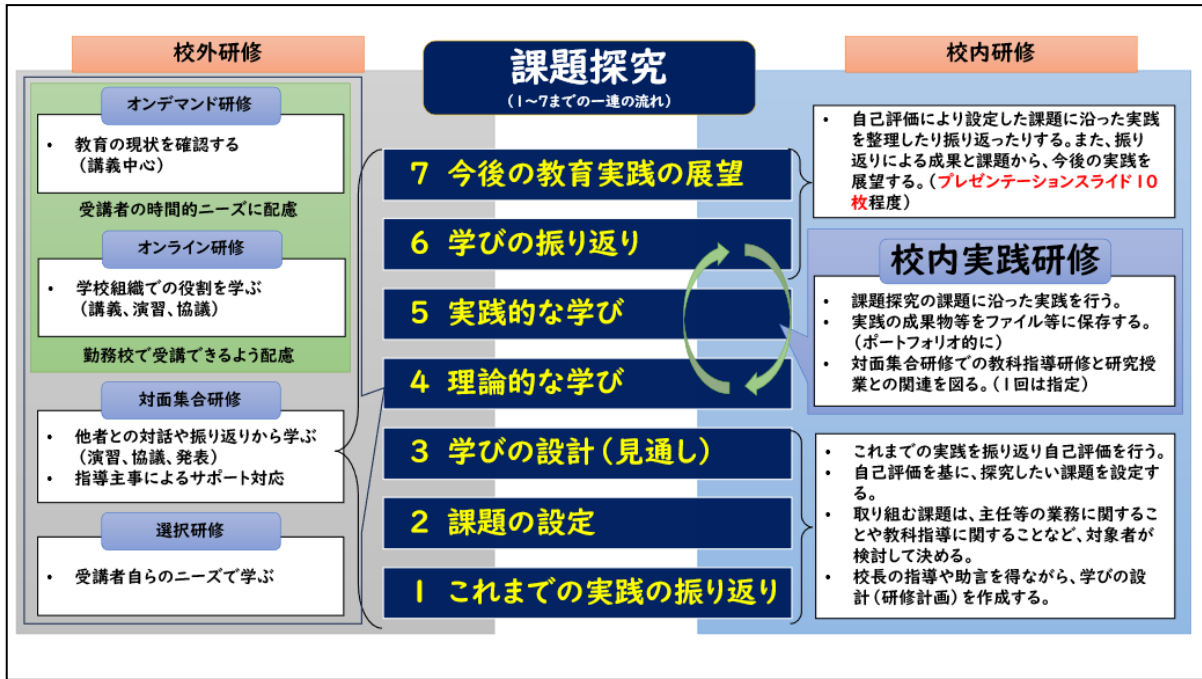 校外研修
オンデマンド研修
・ 教育の現状を確認する
(講義中心)
受講者の時間的ニーズに配慮
オンライン研修
・ 学校組織での役割を学ぶ
(講義、演習、協議)
勤務校で受講できるよう配慮
対面集合研修
・ 他者との対話や振り返りから学ぶ
(演習、協議、発表)
・ 指導主事によるサポート対応
選択研修
・ 受講者自らのニーズで学ぶ
課題探究
(1~7までの一連の流れ)
7 今後の教育実践の展望
6 学びの振り返り
5 実践的な学び
4 理論的な学び
3 学びの設計(見通し)
2 課題の設定
1 これまでの実践の振り返り
校内研修
・ 自己評価により設定した課題に沿った実践
を整理したり振り返ったりする。また、振り
返りによる成果と課題から、今後の実践を
展望する。(プレゼンテーションスライド10
枚程度)
校内実践研修
・ 課題探究の課題に沿った実践を行う。
・ 実践の成果物等をファイル等に保存する。
(ポートフォリオ的に)
・ 対面集合研修での教科指導研修と研究授
業との関連を図る。(1回は指定)
・ これまでの実践を振り返り自己評価を行う。
・ 自己評価を基に、探究したい課題を設定す
る。
・ 取り組む課題は、主任等の業務に関するこ
とや教科指導に関することなど、対象者が
検討して決める。
・ 校長の指導や助言を得ながら、学びの設
計(研修計画)を作成する。